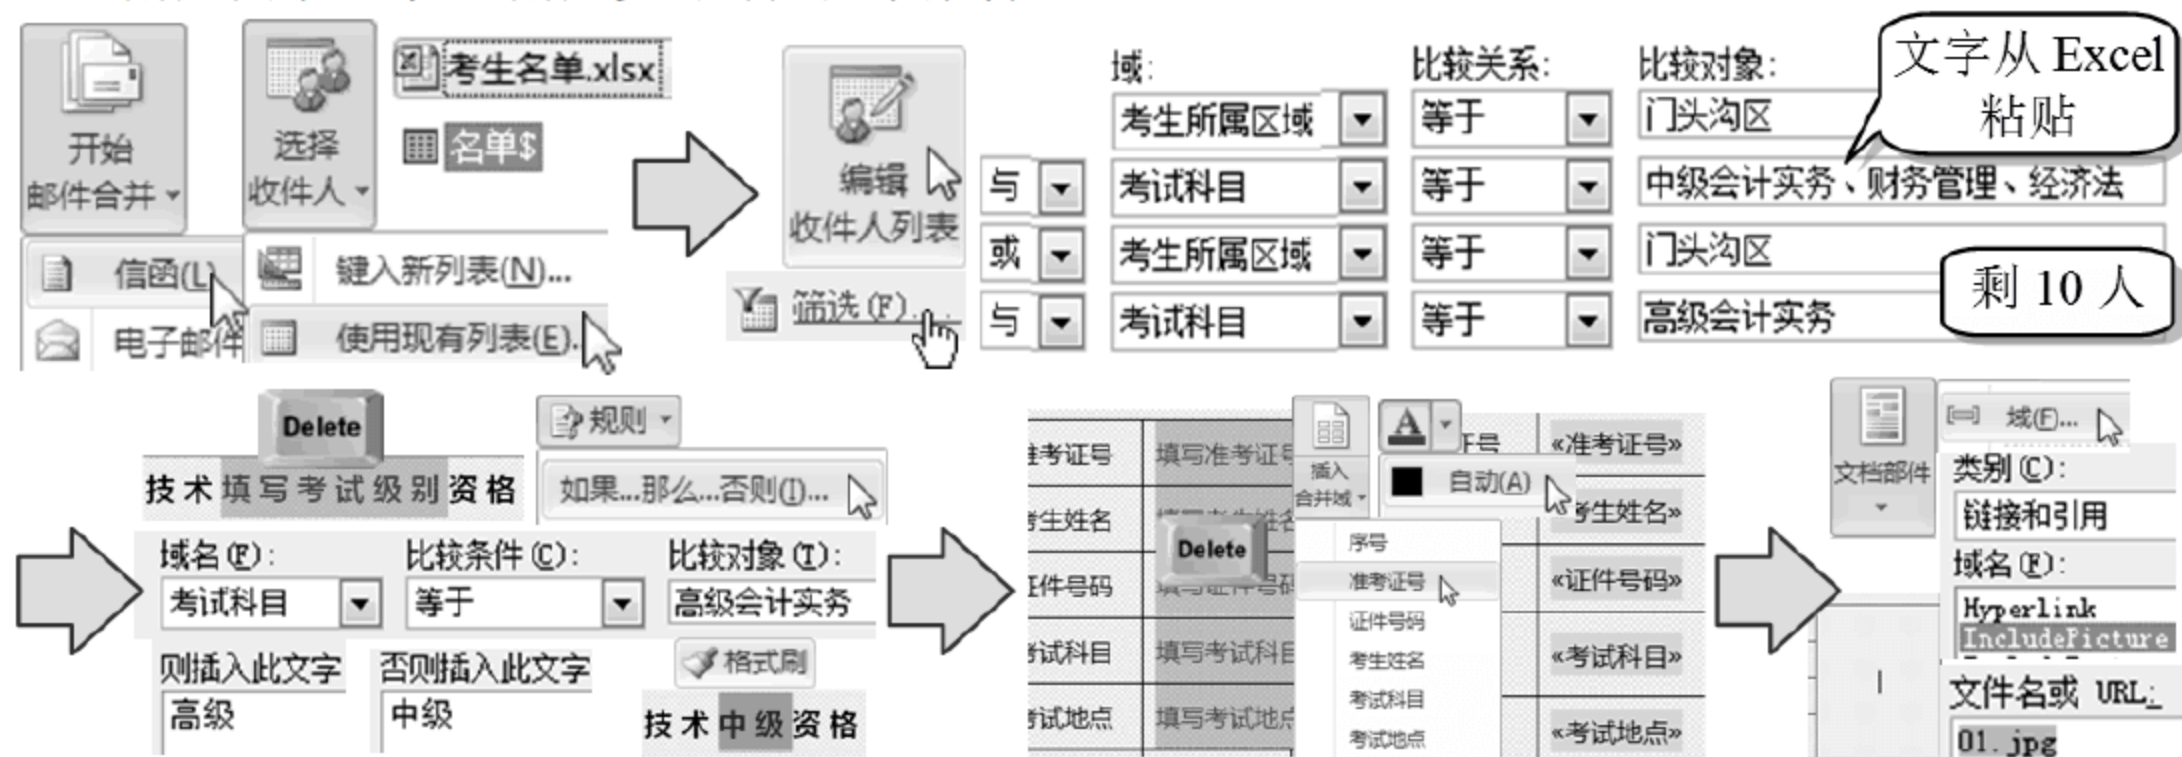 开始
邮件合并
信函(L)
电子邮件
选择
收件人
键入新列表(N)...
使用现有列表(E)...
考生名单.xlsx
名单$
编辑
收件人列表
筛选(F)...
域: 比较关系: 比较对象:
考生所属区域 等于 门头沟区
与 考试科目 等于 中级会计实务、财务管理、经济法
或 考生所属区域 等于 门头沟区
与 考试科目 等于 高级会计实务
文字从 Excel
粘贴
剩 10 人
Delete
技术填写考试级别资格
规则
如果...那么...否则(I)...
域名(F): 比较条件(C): 比较对象(T):
考试科目 等于 高级会计实务
则插入此文字 否则插入此文字
高级 中级
格式刷
技术中级资格
准考证号 填写准考证号
考生姓名
Delete
证件号码 填写证件号码
考试科目 填写考试科目
考试地点 填写考试地点
插入
合并域
A
自动(A)
序号
准考证号
证件号码
考生姓名
考试科目
考试地点
«准考证号»
«考生姓名»
«证件号码»
«考试科目»
«考试地点»
文档部件
域(F)...
类别(C):
链接和引用
域名(F):
Hyperlink
IncludePicture
文件名或 URL:
01.jpg